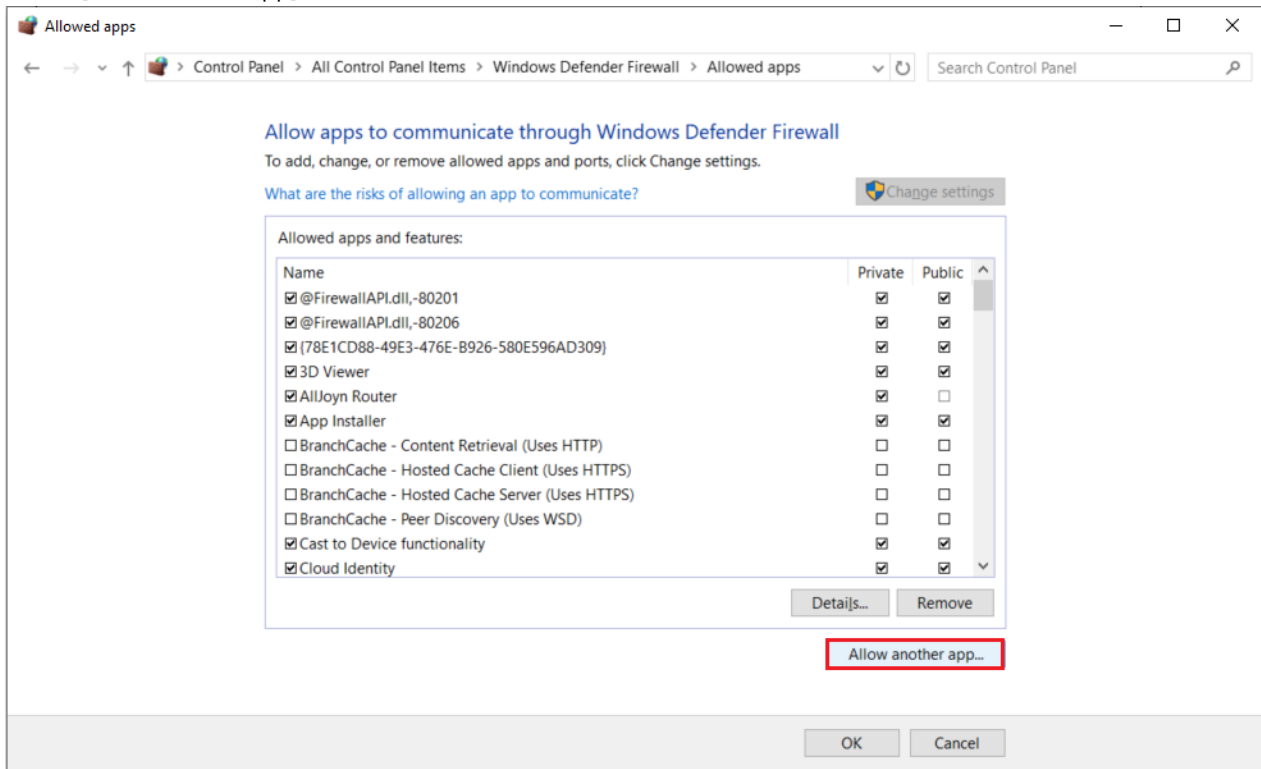 Allowed apps
Control Panel > All Control Panel Items > Windows Defender Firewall > Allowed apps
Search Control Panel
Allow apps to communicate through Windows Defender Firewall
To add, change, or remove allowed apps and ports, click Change settings.
What are the risks of allowing an app to communicate?
Change settings
Allowed apps and features:
Name Private Public
@FirewallAPI.dll,-80201
@FirewallAPI.dll,-80206
{78E1CD88-49E3-476E-B926-580E596AD309}
3D Viewer
AllJoyn Router
App Installer
BranchCache - Content Retrieval (Uses HTTP)
BranchCache - Hosted Cache Client (Uses HTTPS)
BranchCache - Hosted Cache Server (Uses HTTPS)
BranchCache - Peer Discovery (Uses WSD)
Cast to Device functionality
Cloud Identity
Details... Remove
Allow another app...
OK Cancel